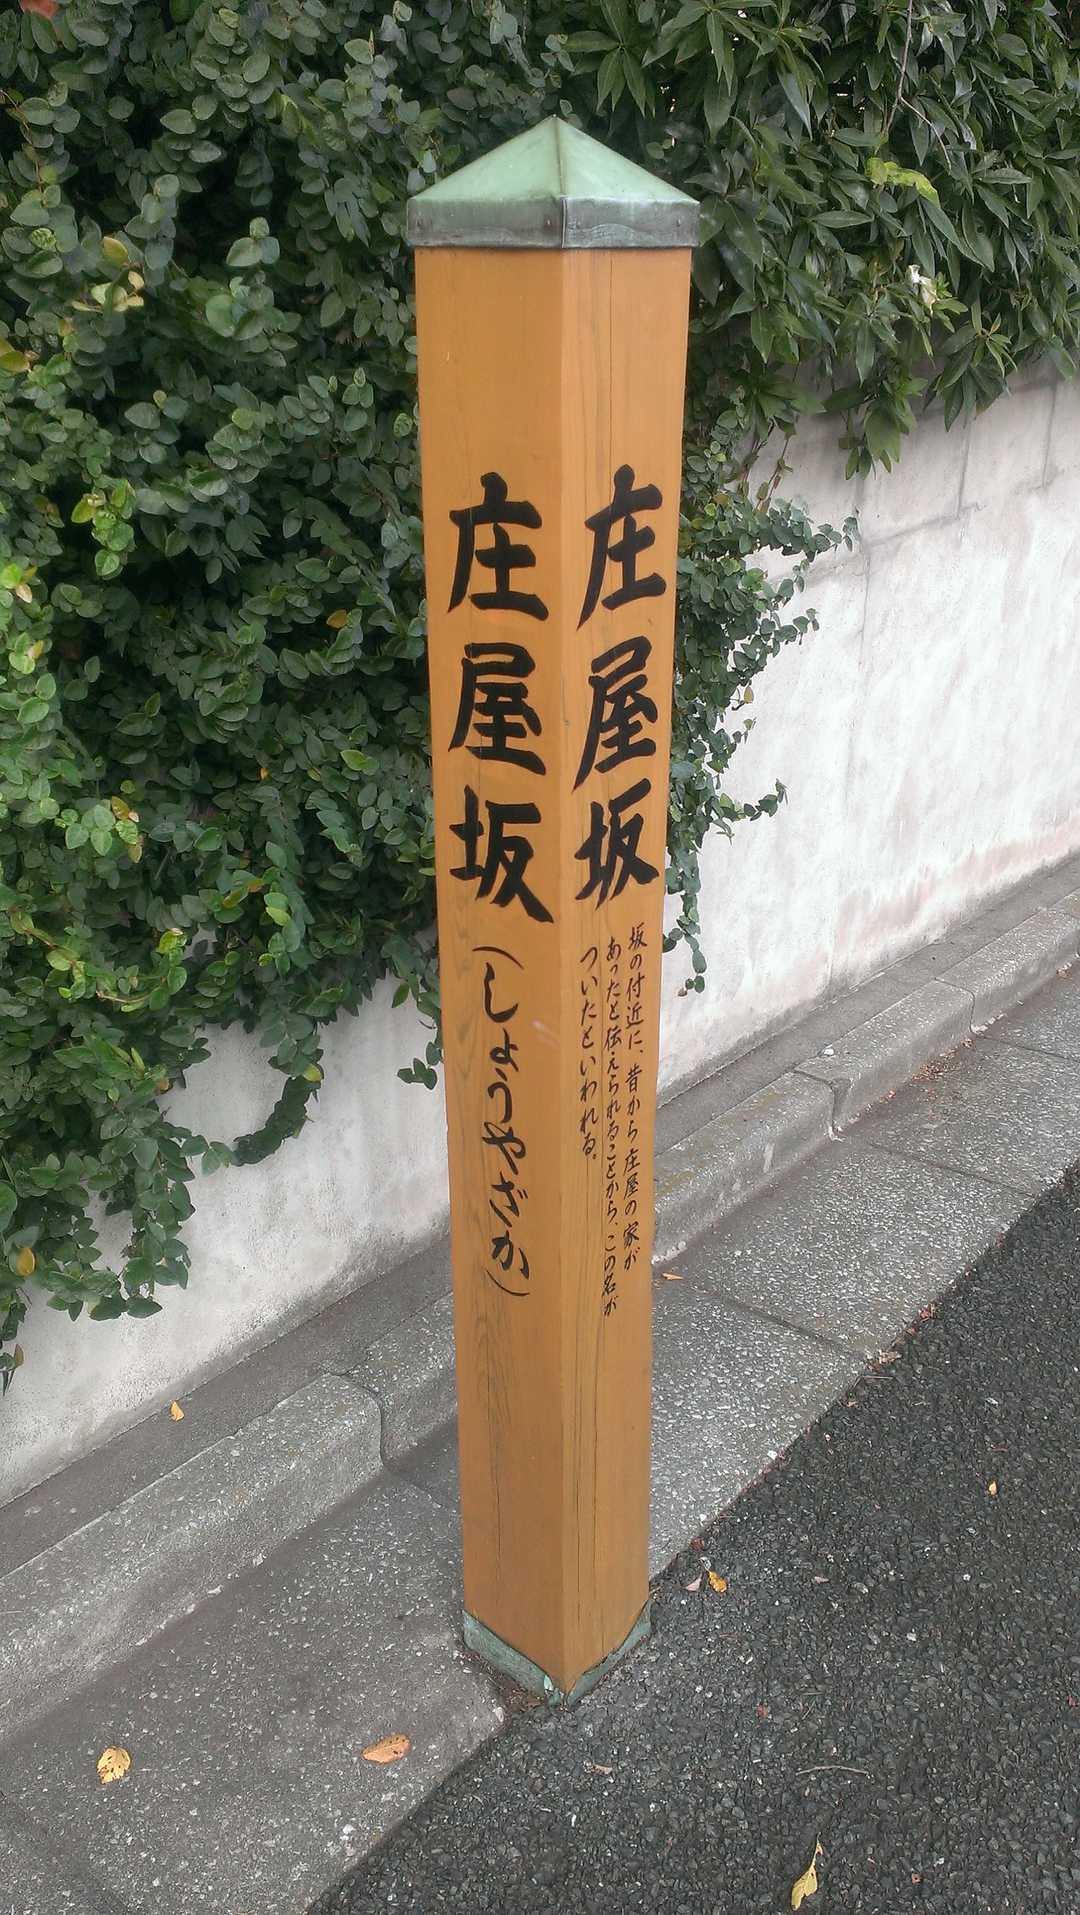 庄屋坂
(しょうやざか)
庄屋坂
坂の付近に、昔から庄屋の家が
あったと伝えられることから、この名が
ついたといわれる。